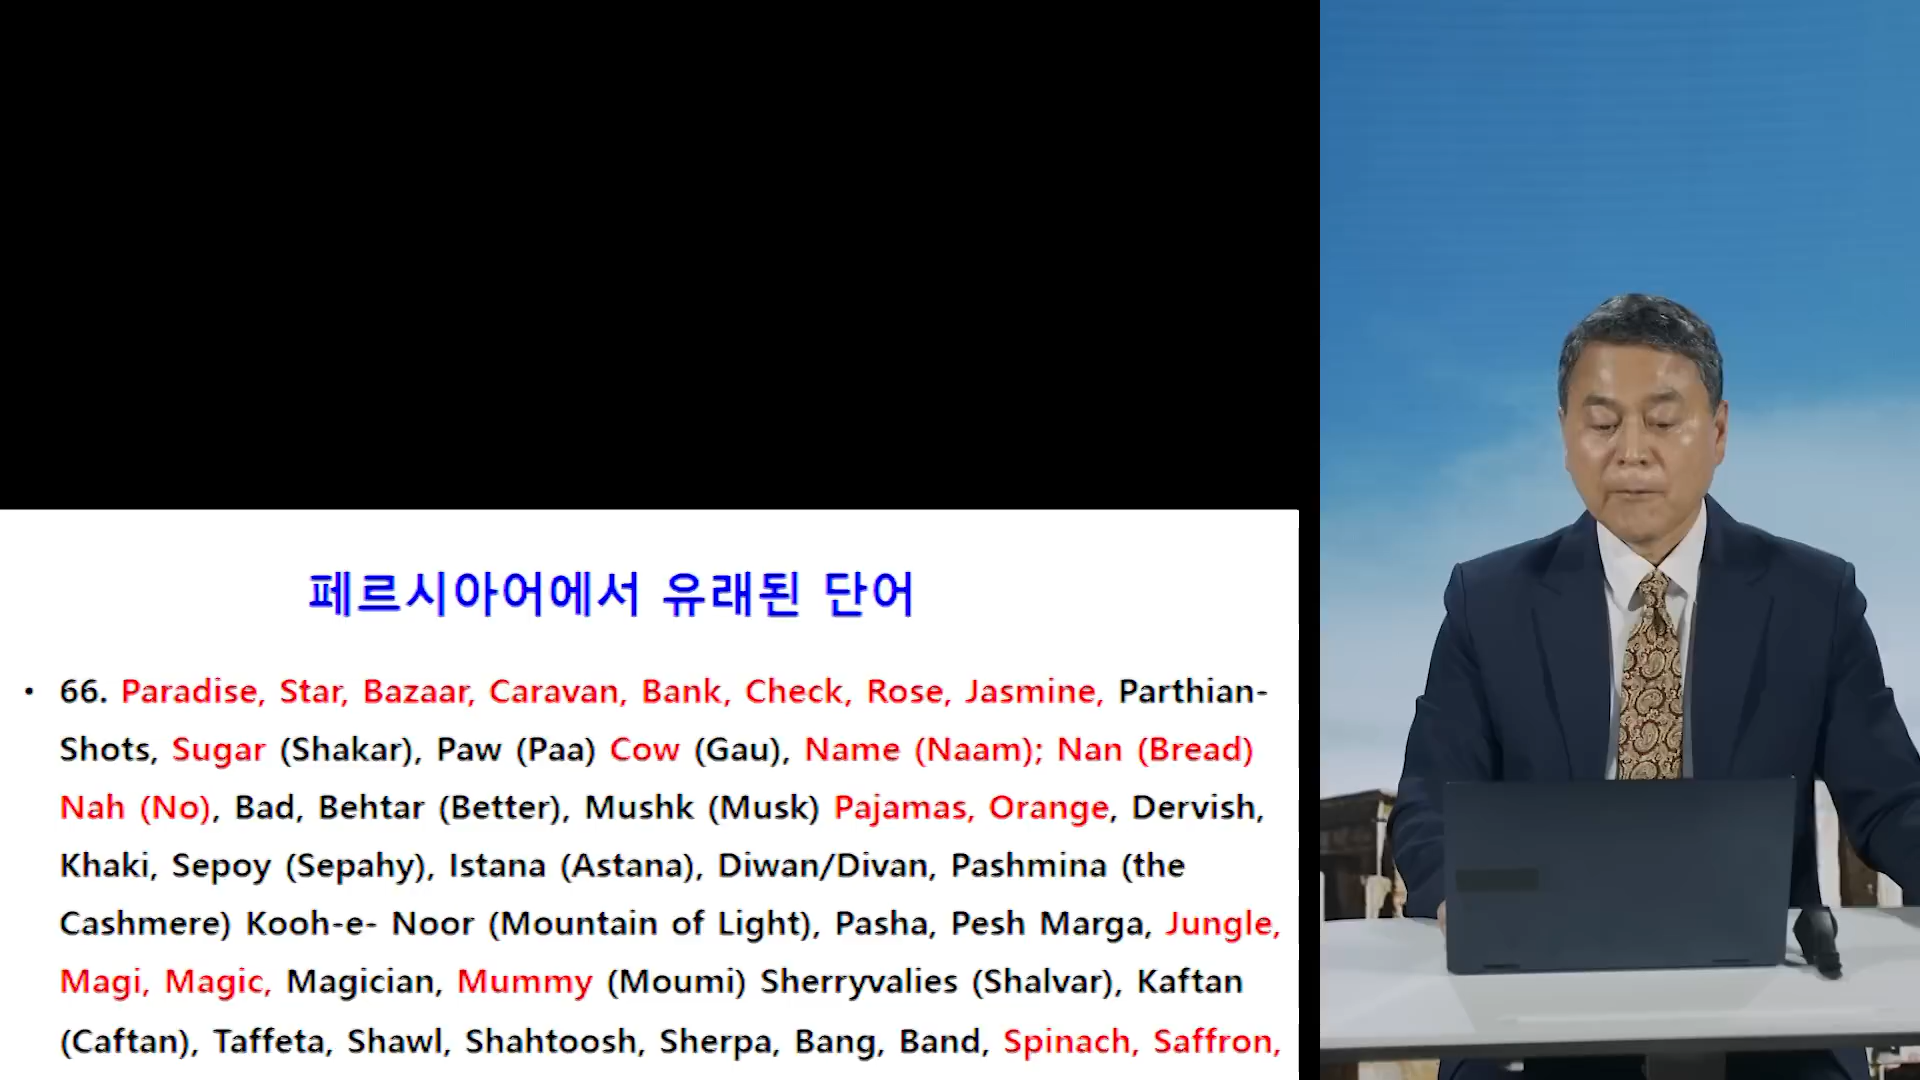 페르시아어에서 유래된 단어
• 66. Paradise, Star, Bazaar, Caravan, Bank, Check, Rose, Jasmine, Parthian-
Shots, Sugar (Shakar), Paw (Paa) Cow (Gau), Name (Naam); Nan (Bread)
Nah (No), Bad, Behtar (Better), Mushk (Musk) Pajamas, Orange, Dervish,
Khaki, Sepoy (Sepahy), Istana (Astana), Diwan/Divan, Pashmina (the
Cashmere) Kooh-e- Noor (Mountain of Light), Pasha, Pesh Marga, Jungle,
Magi, Magic, Magician, Mummy (Moumi) Sherryvalies (Shalvar), Kaftan
(Caftan), Taffeta, Shawl, Shahtoosh, Sherpa, Bang, Band, Spinach, Saffron,